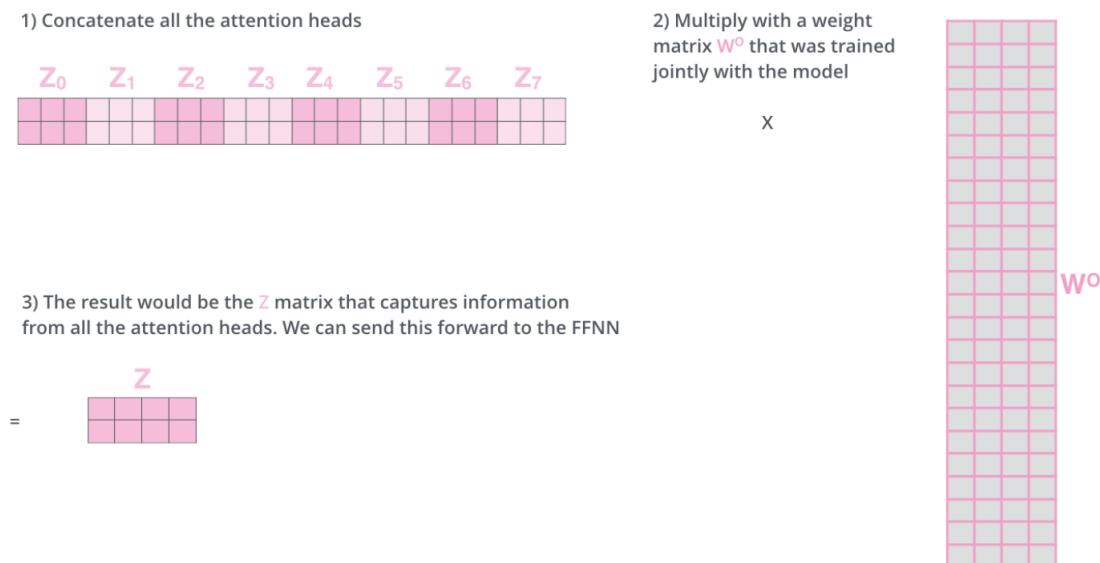 1) Concatenate all the attention heads
Z0 Z1 Z2 Z3 Z4 Z5 Z6 Z7
2) Multiply with a weight
matrix Wᴼ that was trained
jointly with the model
X
Wᴼ
3) The result would be the Z matrix that captures information
from all the attention heads. We can send this forward to the FFNN
Z
=